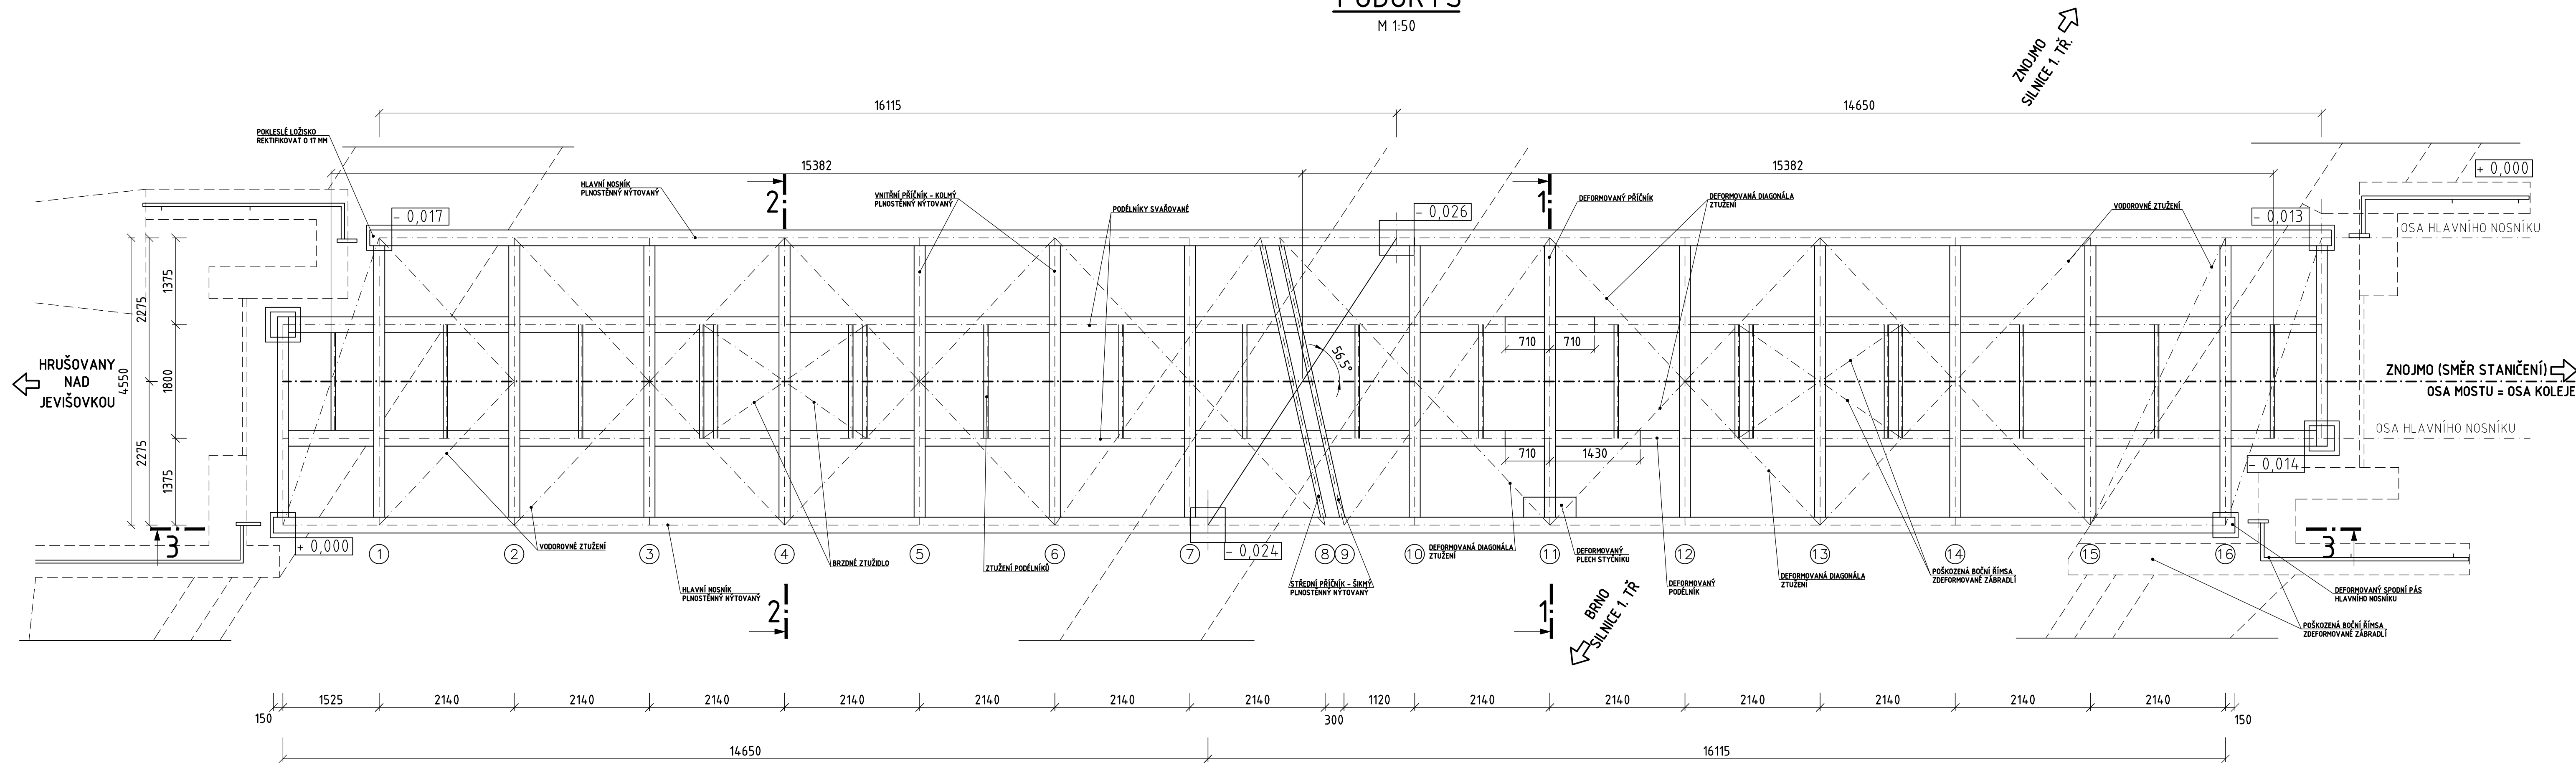 PŮDORYS
M 1:50
ZNOJMO
SILNICE 1. TŘ.
16115
14650
POKLESLÉ LOŽISKO
REKTIFIKOVAT O 17 MM
15382
15382
+ 0,000
HLAVNÍ NOSNÍK
PLNOSTĚNNÝ NÝTOVANÝ
2
VNITŘNÍ PŘÍČNÍK - KOLMÝ
PLNOSTĚNNÝ NÝTOVANÝ
PODÉLNÍKY SVAŘOVANÉ
1
DEFORMOVANÝ PŘÍČNÍK
DEFORMOVANÁ DIAGONÁLA
ZTUŽENÍ
VODOROVNÉ ZTUŽENÍ
- 0,017
- 0,026
- 0,013
OSA HLAVNÍHO NOSNÍKU
4550
2275
2275
1375
1800
1375
HRUŠOVANY
NAD
JEVIŠOVKOU
56.5°
710
710
ZNOJMO (SMĚR STANIČENÍ)
OSA MOSTU = OSA KOLEJE
OSA HLAVNÍHO NOSNÍKU
710
1430
- 0,014
3
+ 0,000
1
2
3
4
5
6
7
- 0,024
8
9
10
11
12
13
14
15
16
3
VODOROVNÉ ZTUŽENÍ
BRZDNÉ ZTUŽIDLO
ZTUŽENÍ PODÉLNÍKŮ
DEFORMOVANÁ DIAGONÁLA
ZTUŽENÍ
DEFORMOVANÝ
PLECH STYČNÍKU
STŘEDNÍ PŘÍČNÍK - ŠIKMÝ
PLNOSTĚNNÝ NÝTOVANÝ
DEFORMOVANÝ
PODÉLNÍK
DEFORMOVANÁ DIAGONÁLA
ZTUŽENÍ
POŠKOZENÁ BOČNÍ ŘÍMSA
ZDEFORMOVANÉ ZÁBRADLÍ
DEFORMOVANÝ SPODNÍ PÁS
HLAVNÍHO NOSNÍKU
HLAVNÍ NOSNÍK
PLNOSTĚNNÝ NÝTOVANÝ
2
1
BRNO
SILNICE 1. TŘ
POŠKOZENÁ BOČNÍ ŘÍMSA
ZDEFORMOVANÉ ZÁBRADLÍ
150
1525
2140
2140
2140
2140
2140
2140
2140
300
1120
2140
2140
2140
2140
2140
2140
150
14650
16115